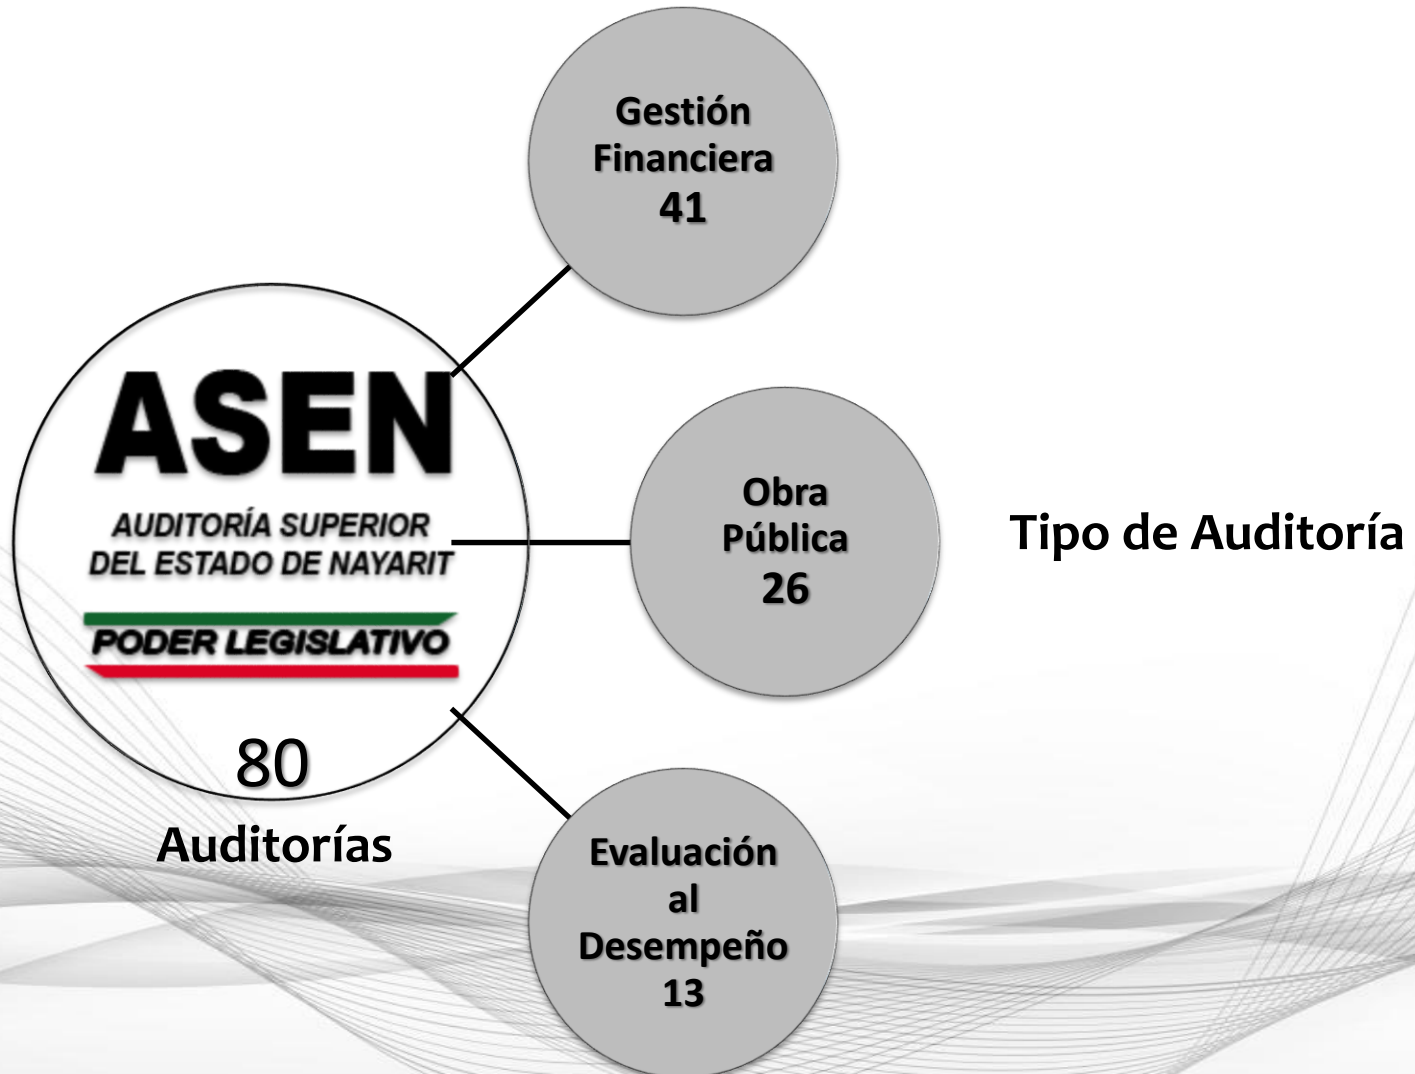 Gestión
Financiera
41
ASEN
AUDITORÍA SUPERIOR
DEL ESTADO DE NAYARIT
PODER LEGISLATIVO
80
Auditorías
Obra
Pública
26
Tipo de Auditoría
Evaluación
al
Desempeño
13